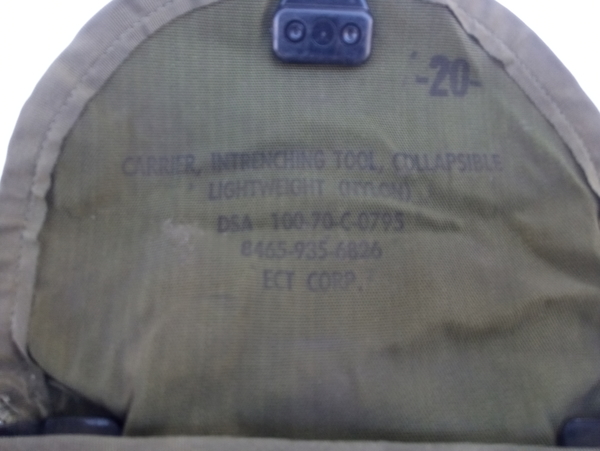 -20-
CARRIER, INTRENCHING TOOL, COLLAPSIBLE
LIGHTWEIGHT (NYLON)
DSA 100-70-C-0795
8465-935-6826
ECT CORP.